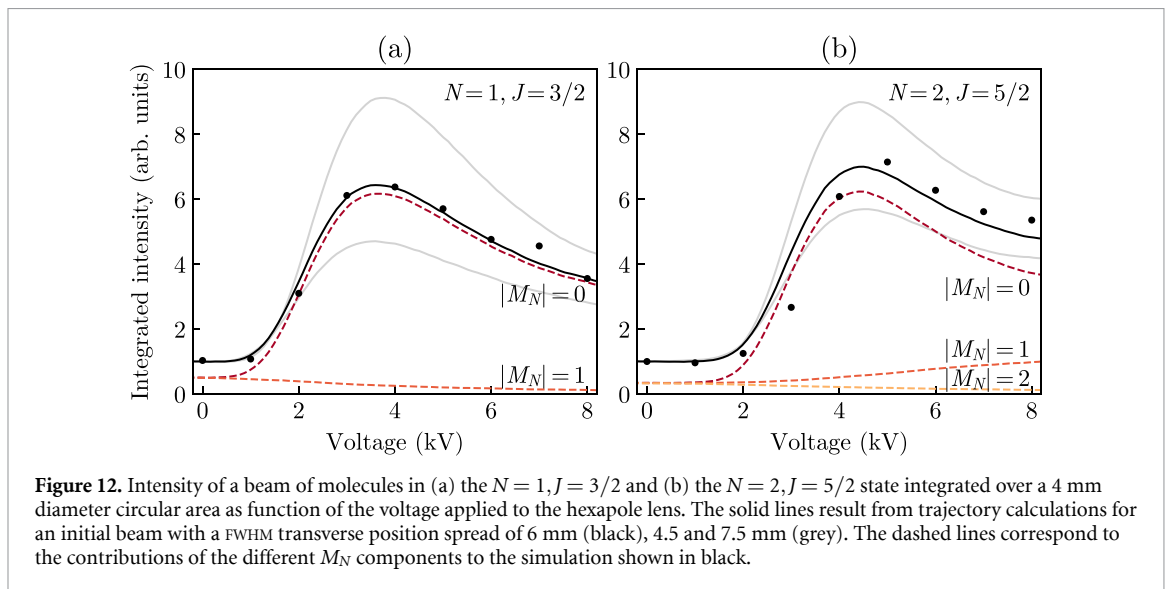 (a)
(b)
Integrated intensity (arb. units)
10
8
6
4
2
0
N = 1, J = 3/2
|M_N| = 0
|M_N| = 1
0 2 4 6 8
Voltage (kV)
10
8
6
4
2
0
N = 2, J = 5/2
|M_N| = 0
|M_N| = 1
|M_N| = 2
0 2 4 6 8
Voltage (kV)
Figure 12. Intensity of a beam of molecules in (a) the N = 1, J = 3/2 and (b) the N = 2, J = 5/2 state integrated over a 4 mm
diameter circular area as function of the voltage applied to the hexapole lens. The solid lines result from trajectory calculations for
an initial beam with a FWHM transverse position spread of 6 mm (black), 4.5 and 7.5 mm (grey). The dashed lines correspond to
the contributions of the different M_N components to the simulation shown in black.